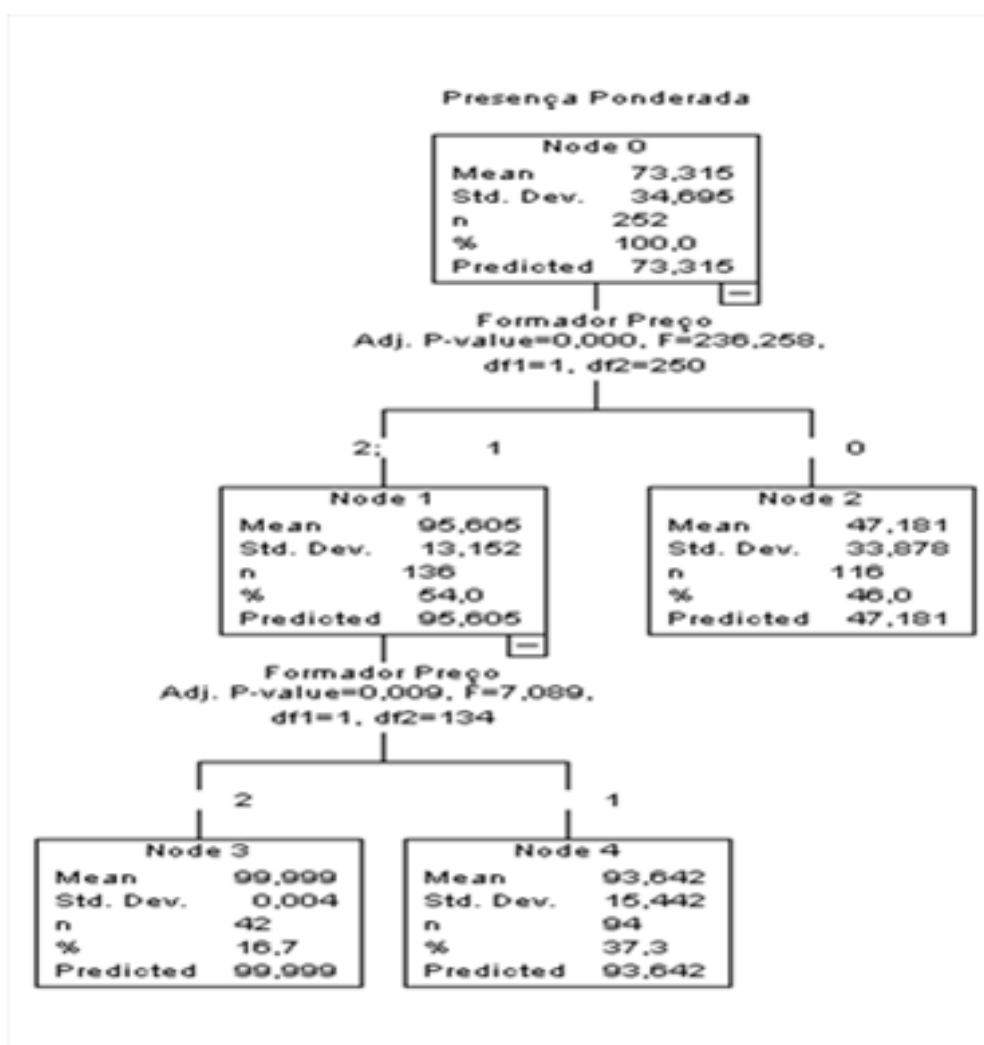 Presença Ponderada
Node 0
Mean 73,315
Std. Dev. 34,695
n 252
% 100,0
Predicted 73,315
Formador Preço
Adj. P-value=0,000, F=236,258,
df1=1, df2=250
2; 1
0
Node 1
Mean 95,605
Std. Dev. 13,152
n 136
% 54,0
Predicted 95,605
Node 2
Mean 47,181
Std. Dev. 33,878
n 116
% 46,0
Predicted 47,181
Formador Preço
Adj. P-value=0,009, F=7,089,
df1=1, df2=134
2
1
Node 3
Mean 99,999
Std. Dev. 0,004
n 42
% 16,7
Predicted 99,999
Node 4
Mean 93,642
Std. Dev. 15,442
n 94
% 37,3
Predicted 93,642